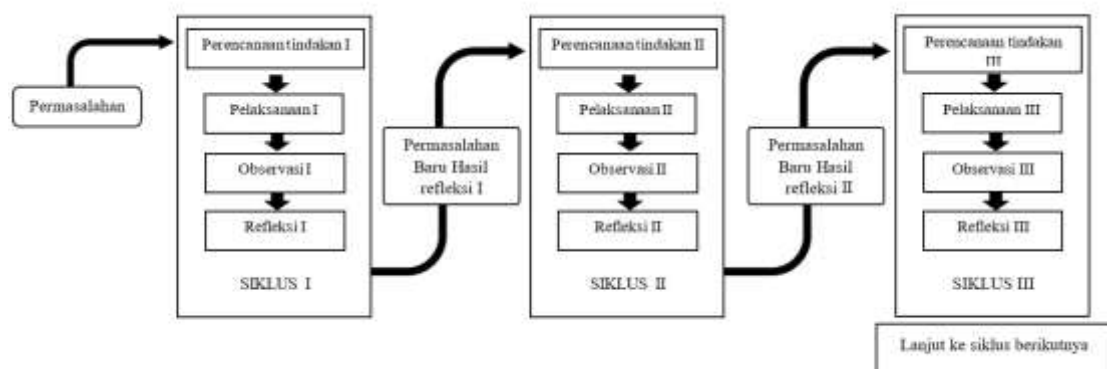 Permasalahan
Perencanaan tindakan I
Pelaksanaan I
Observasi I
Refleksi I
SIKLUS I
Permasalahan
Baru Hasil
refleksi I
Perencanaan tindakan II
Pelaksanaan II
Observasi II
Refleksi II
SIKLUS II
Permasalahan
Baru Hasil
refleksi II
Perencanaan tindakan
III
Pelaksanaan III
Observasi III
Refleksi III
SIKLUS III
Lanjut ke siklus berikutnya